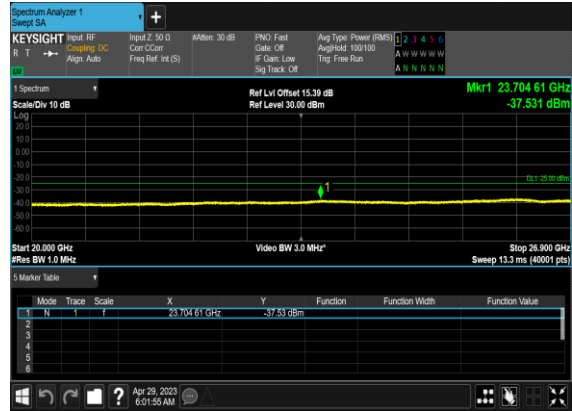 Spectrum Analyzer 1
Swept SA
+
KEYSIGHT Input: RF Input Z: 50 Ω #Atten: 30 dB PNO: Fast Avg Type: Power (RMS) 1 2 3 4 5 6
R T Coupling: DC Corr CCorr Gate: Off Avg|Hold: 100/100 A W W W W W
Align: Auto Freq Ref: Int (S) IF Gain: Low Trig: Free Run
Sig Track: Off A N N N N N
1 Spectrum Ref Lvl Offset 15.39 dB Mkr1 23.704 61 GHz
Scale/Div 10 dB Ref Level 30.00 dBm -37.531 dBm
Log
20.0
10.0
0.00
-10.0
-20.0 DL1 -25.00 dBm
-30.0 1
-40.0
-50.0
-60.0
Start 20.000 GHz Video BW 3.0 MHz* Stop 26.900 GHz
#Res BW 1.0 MHz Sweep 13.3 ms (40001 pts)
5 Marker Table
Mode Trace Scale X Y Function Function Width Function Value
1 N 1 f 23.704 61 GHz -37.53 dBm
2
3
4
5
6
? Apr 29, 2023
6:01:55 AM